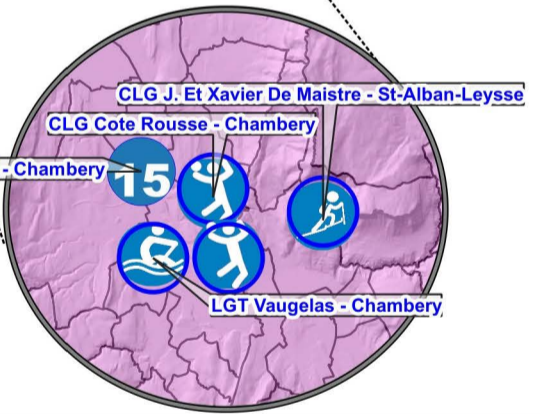 CLG J. Et Xavier De Maistre - St-Alban-Leysse
CLG Cote Rousse - Chambery
- Chambery
15
LGT Vaugelas - Chambery